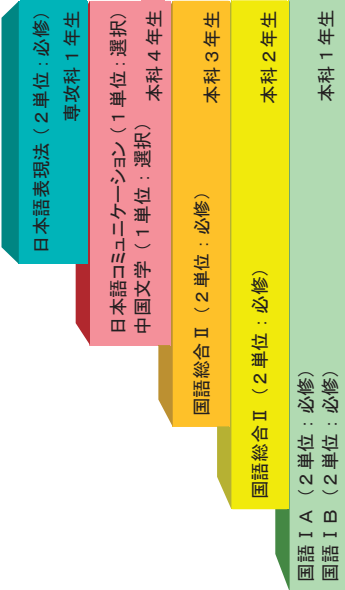 日本語表現法（２単位：必修）
専攻科１年生
日本語コミュニケーション（１単位：選択）
中国文学（１単位：選択）
本科４年生
国語総合Ⅱ（２単位：必修）
本科３年生
国語総合Ⅱ（２単位：必修）
本科２年生
国語ⅠＡ（２単位：必修）
国語ⅠＢ（２単位：必修）
本科１年生